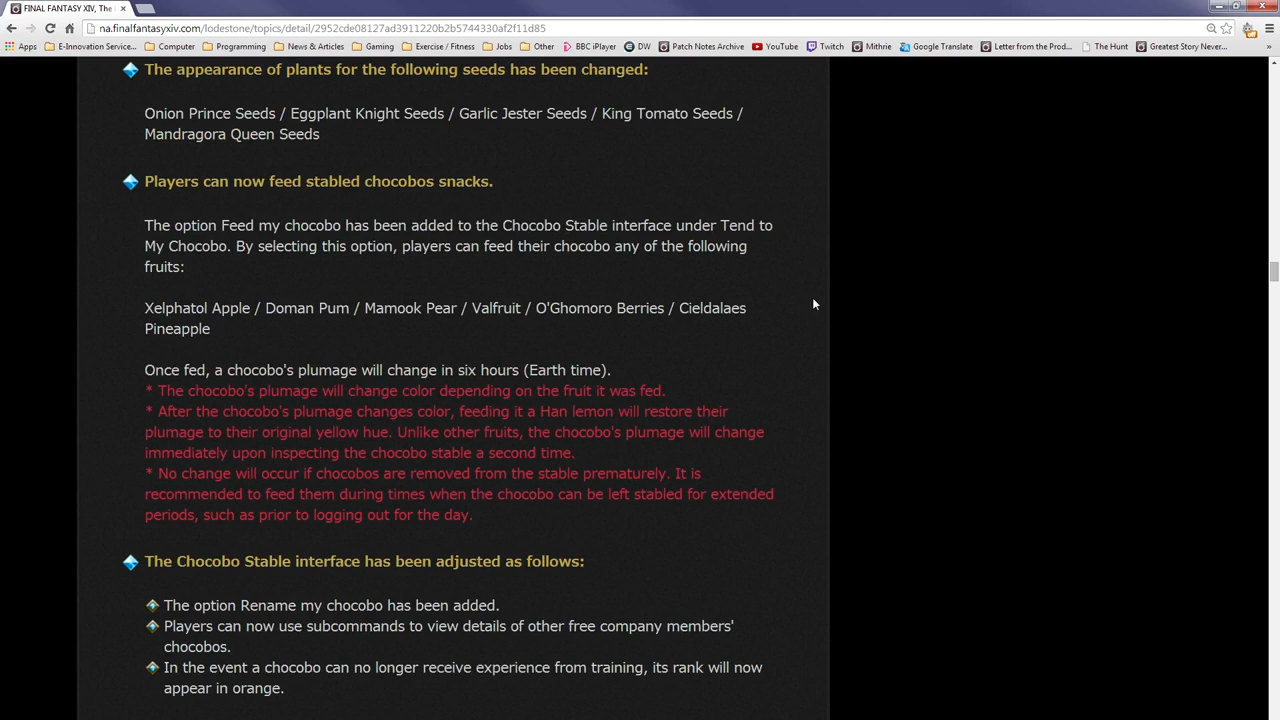 FINAL FANTASY XIV, The
na.finalfantasyxiv.com/lodestone/topics/detail/2952cde08127ad3911220b2b5744330af2f11d85
Apps E-Innovation Service... Computer Programming News & Articles Gaming Exercise / Fitness Jobs Other BBC iPlayer DW Patch Notes Archive YouTube Twitch Mithrie Google Translate Letter from the Prod... The Hunt Greatest Story Never...
The appearance of plants for the following seeds has been changed:
Onion Prince Seeds / Eggplant Knight Seeds / Garlic Jester Seeds / King Tomato Seeds /
Mandragora Queen Seeds
Players can now feed stabled chocobos snacks.
The option Feed my chocobo has been added to the Chocobo Stable interface under Tend to
My Chocobo. By selecting this option, players can feed their chocobo any of the following
fruits:
Xelphatol Apple / Doman Pum / Mamook Pear / Valfruit / O'Ghomoro Berries / Cieldalaes
Pineapple
Once fed, a chocobo's plumage will change in six hours (Earth time).
* The chocobo's plumage will change color depending on the fruit it was fed.
* After the chocobo's plumage changes color, feeding it a Han lemon will restore their
plumage to their original yellow hue. Unlike other fruits, the chocobo's plumage will change
immediately upon inspecting the chocobo stable a second time.
* No change will occur if chocobos are removed from the stable prematurely. It is
recommended to feed them during times when the chocobo can be left stabled for extended
periods, such as prior to logging out for the day.
The Chocobo Stable interface has been adjusted as follows:
The option Rename my chocobo has been added.
Players can now use subcommands to view details of other free company members'
chocobos.
In the event a chocobo can no longer receive experience from training, its rank will now
appear in orange.